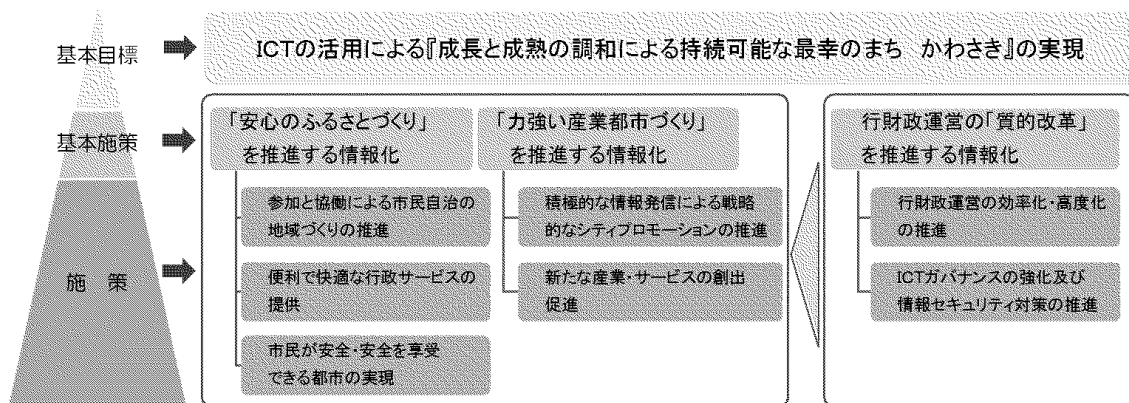 基本目標
ICTの活用による『成長と成熟の調和による持続可能な最幸のまち　かわさき』の実現
基本施策
「安心のふるさとづくり」
を推進する情報化
「力強い産業都市づくり」
を推進する情報化
行財政運営の「質的改革」
を推進する情報化
施　策
参加と協働による市民自治の
地域づくりの推進
便利で快適な行政サービスの
提供
市民が安全・安全を享受
できる都市の実現
積極的な情報発信による戦略
的なシティプロモーションの推進
新たな産業・サービスの創出
促進
行財政運営の効率化・高度化
の推進
ICTガバナンスの強化及び
情報セキュリティ対策の推進